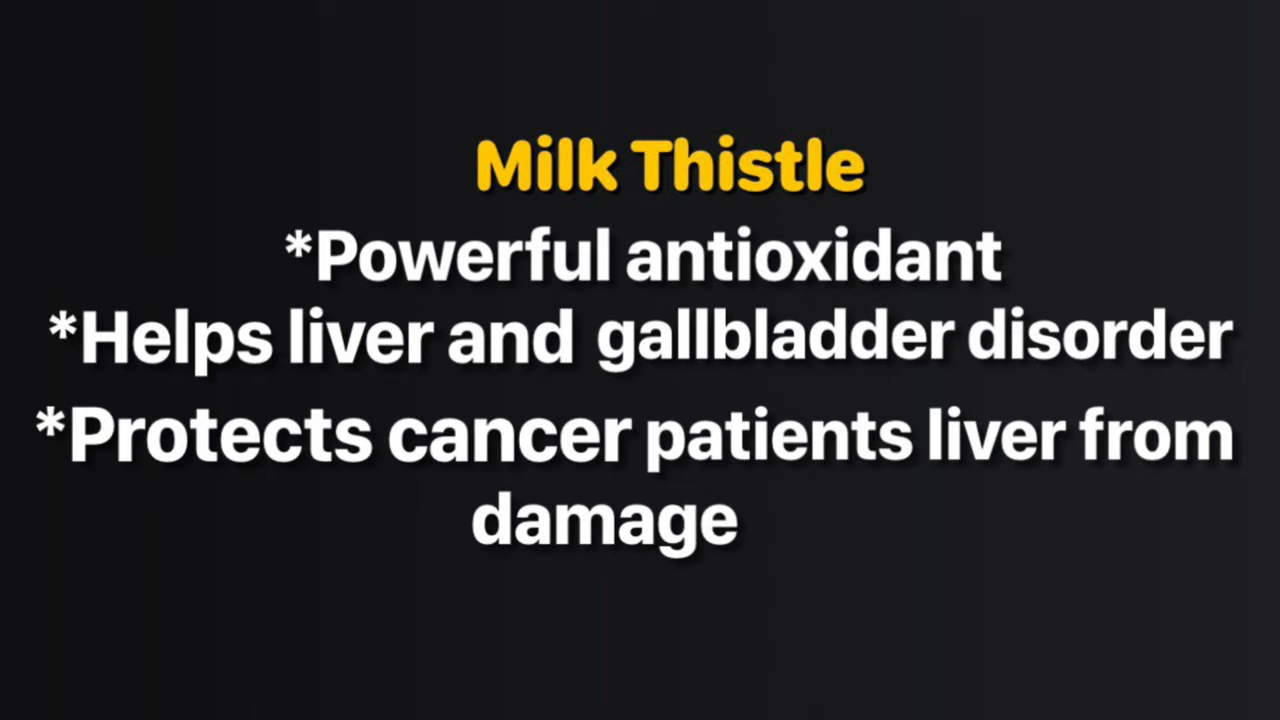 Milk Thistle
*Powerful antioxidant
*Helps liver and gallbladder disorder
*Protects cancer patients liver from
damage